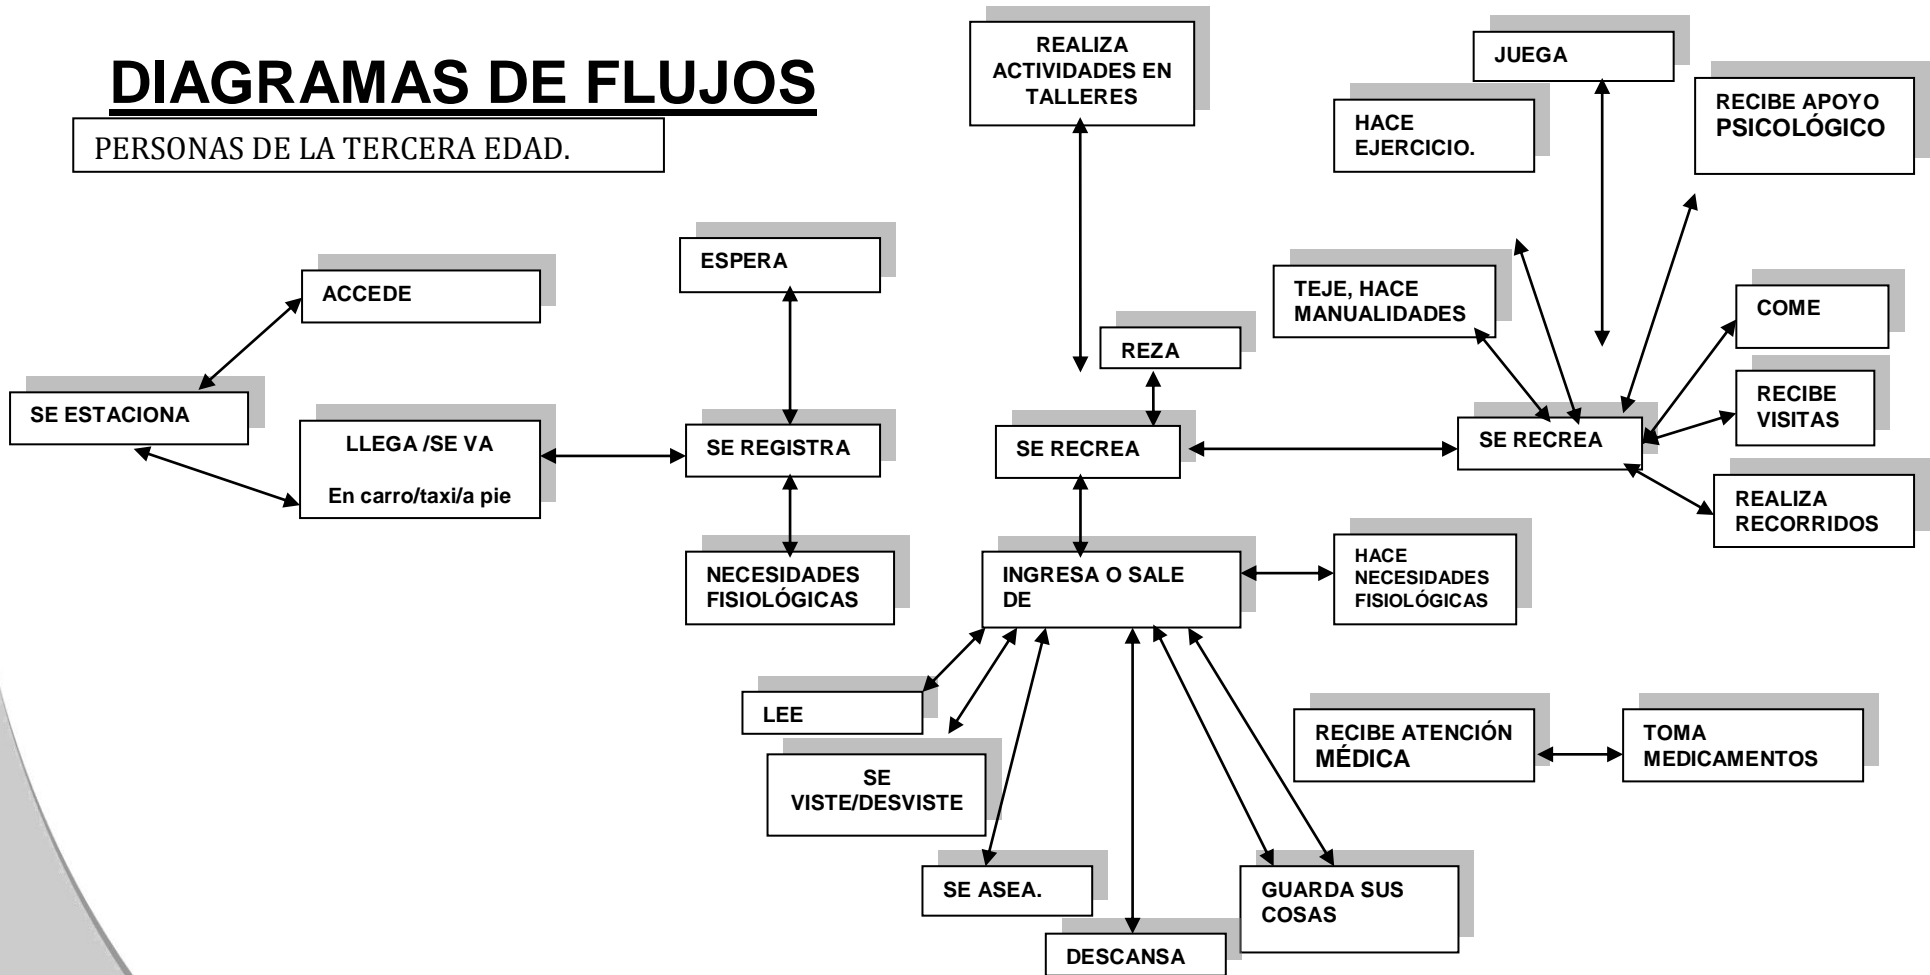 DIAGRAMAS DE FLUJOS
PERSONAS DE LA TERCERA EDAD.
REALIZA
ACTIVIDADES EN
TALLERES
JUEGA
HACE
EJERCICIO.
RECIBE APOYO
PSICOLÓGICO
ESPERA
ACCEDE
TEJE, HACE
MANUALIDADES
COME
REZA
SE ESTACIONA
LLEGA /SE VA
En carro/taxi/a pie
SE REGISTRA
SE RECREA
SE RECREA
RECIBE
VISITAS
REALIZA
RECORRIDOS
NECESIDADES
FISIOLÓGICAS
INGRESA O SALE
DE
HACE
NECESIDADES
FISIOLÓGICAS
LEE
SE
VISTE/DESVISTE
RECIBE ATENCIÓN
MÉDICA
TOMA
MEDICAMENTOS
SE ASEA.
GUARDA SUS
COSAS
DESCANSA